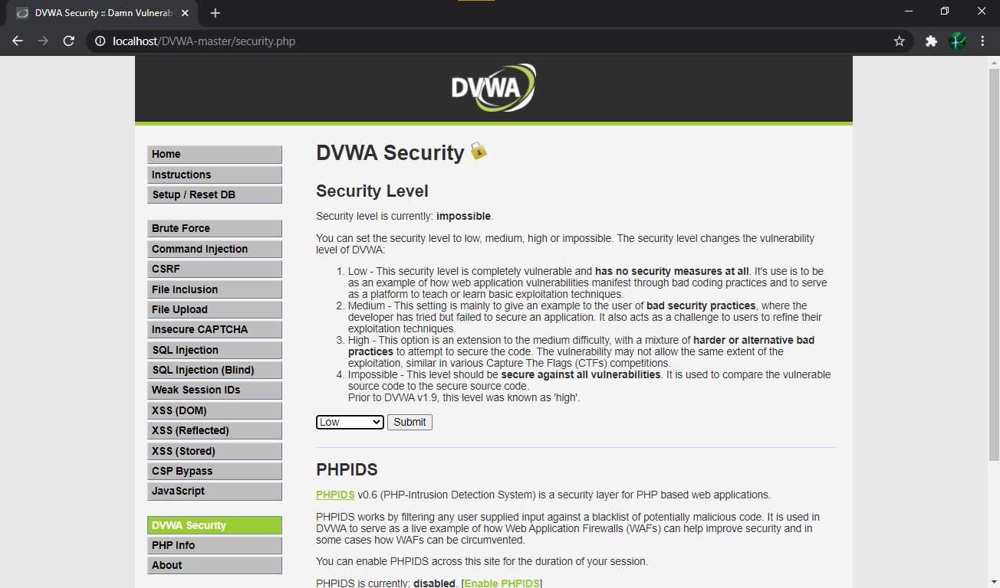 DVWA Security :: Damn Vulnerab
localhost/DVWA-master/security.php
DVWA
Home
Instructions
Setup / Reset DB
Brute Force
Command Injection
CSRF
File Inclusion
File Upload
Insecure CAPTCHA
SQL Injection
SQL Injection (Blind)
Weak Session IDs
XSS (DOM)
XSS (Reflected)
XSS (Stored)
CSP Bypass
JavaScript
DVWA Security
PHP Info
About
DVWA Security
Security Level
Security level is currently: impossible.
You can set the security level to low, medium, high or impossible. The security level changes the vulnerability
level of DVWA:
1. Low - This security level is completely vulnerable and has no security measures at all. It's use is to be
as an example of how web application vulnerabilities manifest through bad coding practices and to serve
as a platform to teach or learn basic exploitation techniques.
2. Medium - This setting is mainly to give an example to the user of bad security practices, where the
developer has tried but failed to secure an application. It also acts as a challenge to users to refine their
exploitation techniques.
3. High - This option is an extension to the medium difficulty, with a mixture of harder or alternative bad
practices to attempt to secure the code. The vulnerability may not allow the same extent of the
exploitation, similar in various Capture The Flags (CTFs) competitions.
4. Impossible - This level should be secure against all vulnerabilities. It is used to compare the vulnerable
source code to the secure source code.
Prior to DVWA v1.9, this level was known as 'high'.
Low Submit
PHPIDS
PHPIDS v0.6 (PHP-Intrusion Detection System) is a security layer for PHP based web applications.
PHPIDS works by filtering any user supplied input against a blacklist of potentially malicious code. It is used in
DVWA to serve as a live example of how Web Application Firewalls (WAFs) can help improve security and in
some cases how WAFs can be circumvented.
You can enable PHPIDS across this site for the duration of your session.
PHPIDS is currently: disabled. [Enable PHPIDS]